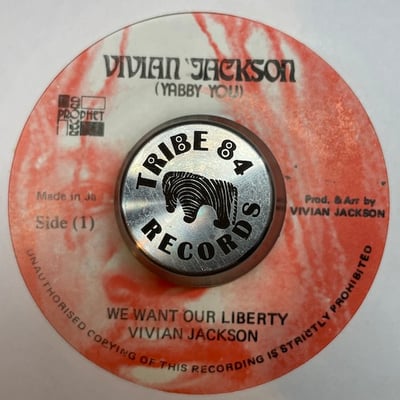 VIVIAN JACKSON
(YABBY YOU)
PROPHET
TRIBE 84
RECORDS
Made in Ja
Side (1)
Prod. & Arr by
VIVIAN JACKSON
WE WANT OUR LIBERTY
VIVIAN JACKSON
UNAUTHORISED COPYING OF THIS RECORDING IS STRICTLY PROHIBITED